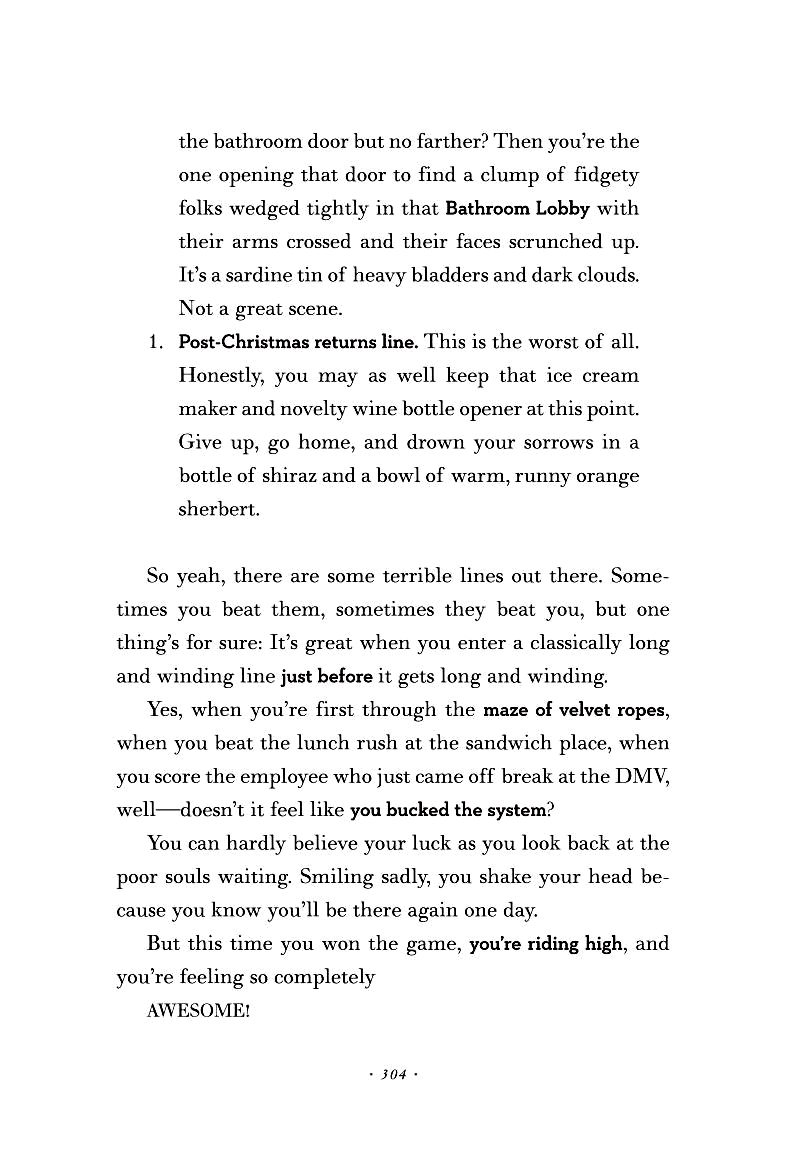 the bathroom door but no farther? Then you’re the
one opening that door to find a clump of fidgety
folks wedged tightly in that Bathroom Lobby with
their arms crossed and their faces scrunched up.
It’s a sardine tin of heavy bladders and dark clouds.
Not a great scene.
1. Post-Christmas returns line. This is the worst of all.
Honestly, you may as well keep that ice cream
maker and novelty wine bottle opener at this point.
Give up, go home, and drown your sorrows in a
bottle of shiraz and a bowl of warm, runny orange
sherbert.
So yeah, there are some terrible lines out there. Some-
times you beat them, sometimes they beat you, but one
thing’s for sure: It’s great when you enter a classically long
and winding line just before it gets long and winding.
Yes, when you’re first through the maze of velvet ropes,
when you beat the lunch rush at the sandwich place, when
you score the employee who just came off break at the DMV,
well—doesn’t it feel like you bucked the system?
You can hardly believe your luck as you look back at the
poor souls waiting. Smiling sadly, you shake your head be-
cause you know you’ll be there again one day.
But this time you won the game, you’re riding high, and
you’re feeling so completely
AWESOME!
· 304 ·